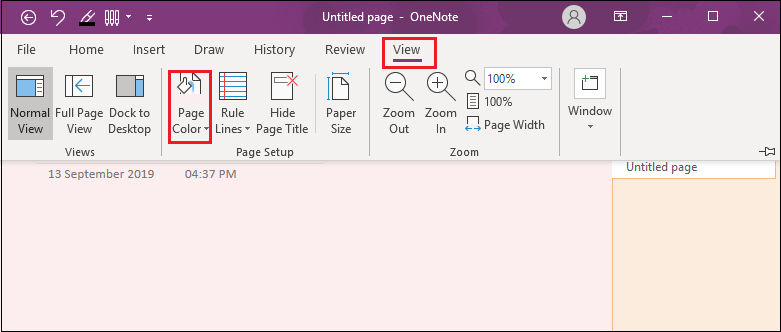 Untitled page - OneNote
File Home Insert Draw History Review View
Normal View
Full Page View
Dock to Desktop
Page Color
Rule Lines
Hide Page Title
Paper Size
Zoom Out
Zoom In
100%
100%
Page Width
Window
Views Page Setup Zoom
13 September 2019 04:37 PM
Untitled page